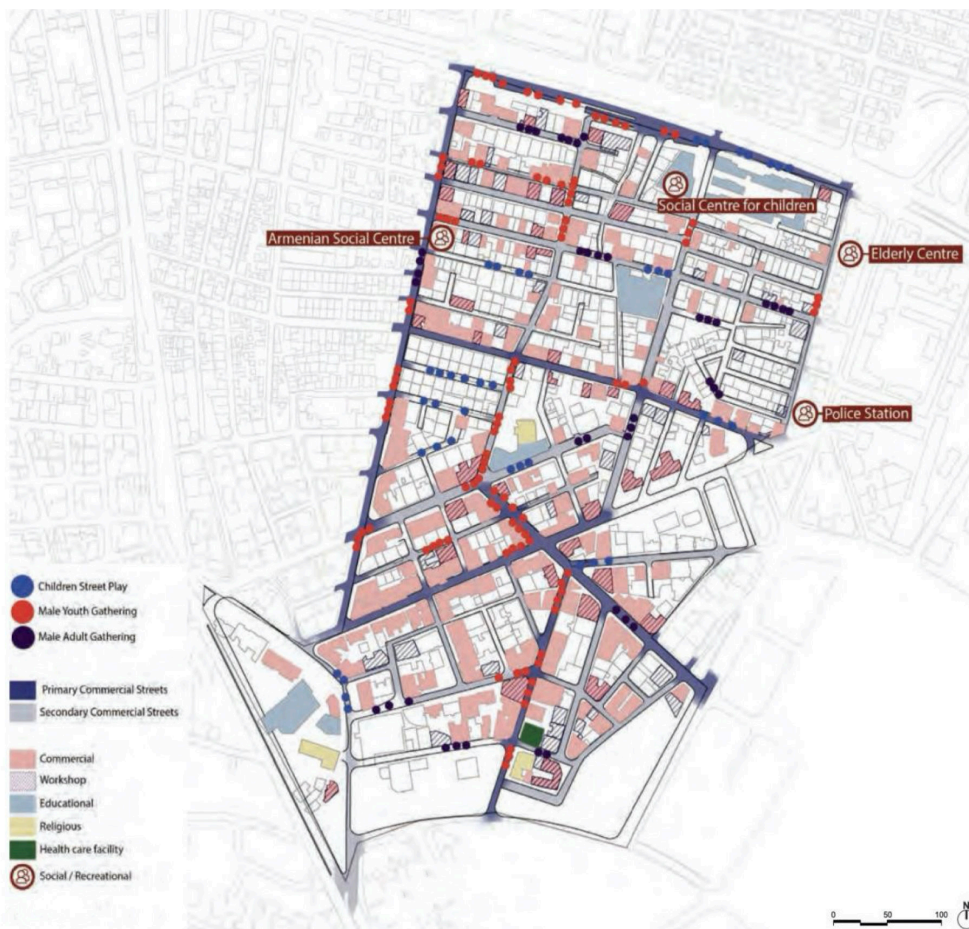 Social Centre for children
Armenian Social Centre
Elderly Centre
Police Station
Children Street Play
Male Youth Gathering
Male Adult Gathering
Primary Commercial Streets
Secondary Commercial Streets
Commercial
Workshop
Educational
Religious
Health care facility
Social / Recreational
0 50 100
N